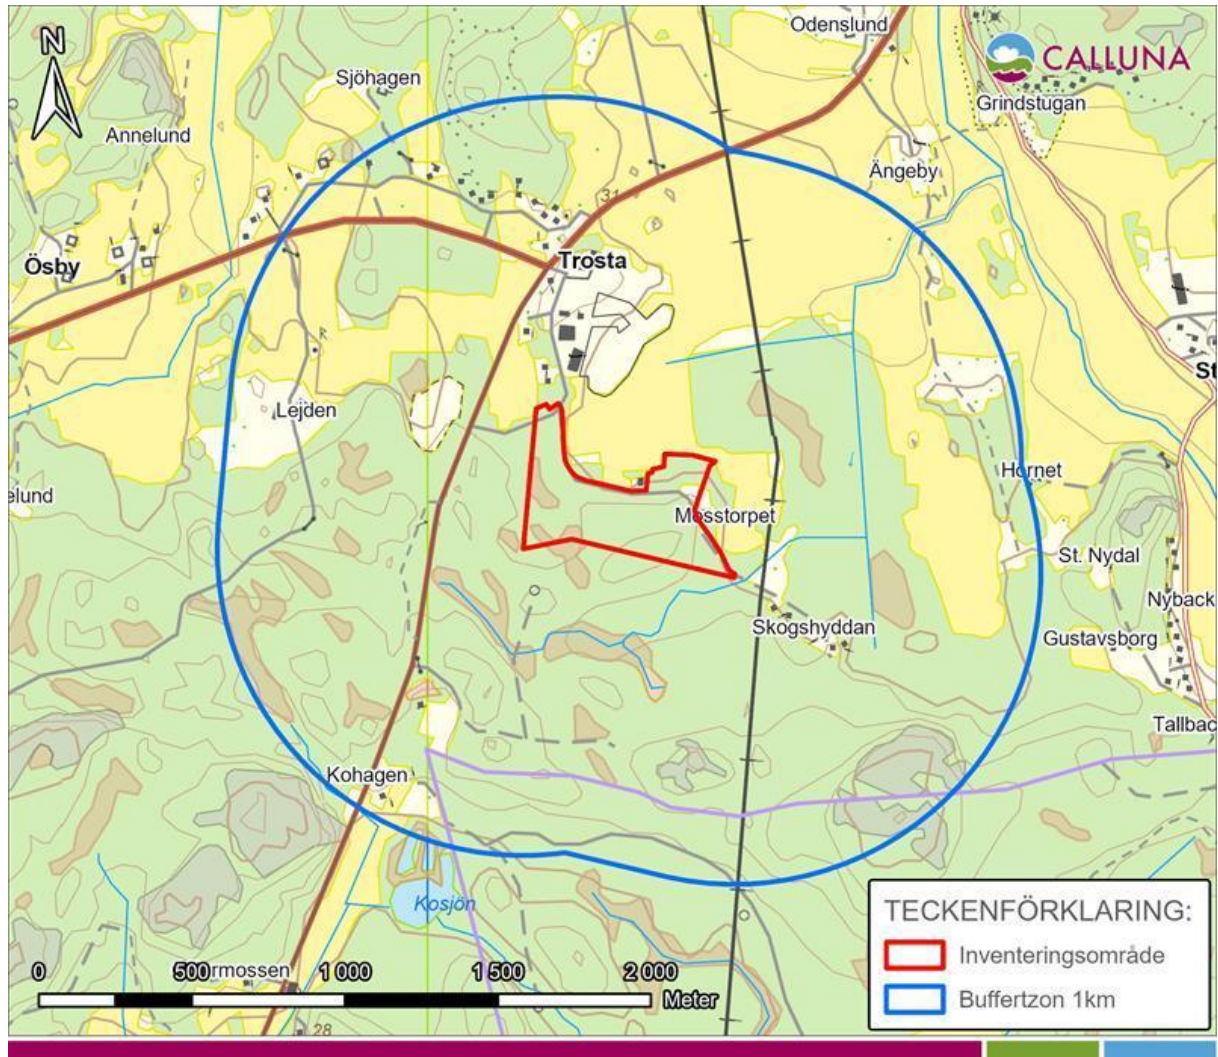 N
Odenslund
CALLUNA
Sjöhagen
Grindstugan
Annelund
Ängeby
31
Ösby
Trosta
St
Lejden
Hornet
elund
Mosstorpet
St. Nydal
Nyback
Skogshyddan
Gustavsborg
Tallbac
Kohagen
Kosjön
TECKENFÖRKLARING:
Inventeringsområde
Buffertzon 1km
rmossen
0 500 1 000 1 500 2 000
Meter
28